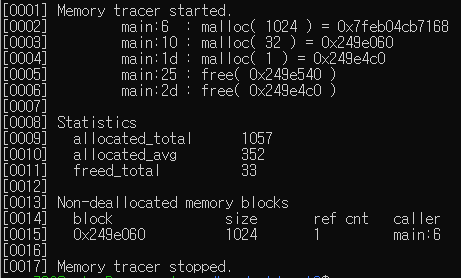 [0001] Memory tracer started.
[0002] main:6 : malloc( 1024 ) = 0x7feb04cb7168
[0003] main:10 : malloc( 32 ) = 0x249e060
[0004] main:1d : malloc( 1 ) = 0x249e4c0
[0005] main:25 : free( 0x249e540 )
[0006] main:2d : free( 0x249e4c0 )
[0007]
[0008] Statistics
[0009] allocated_total 1057
[0010] allocated_avg 352
[0011] freed_total 33
[0012]
[0013] Non-deallocated memory blocks
[0014] block size ref cnt caller
[0015] 0x249e060 1024 1 main:6
[0016]
[0017] Memory tracer stopped.